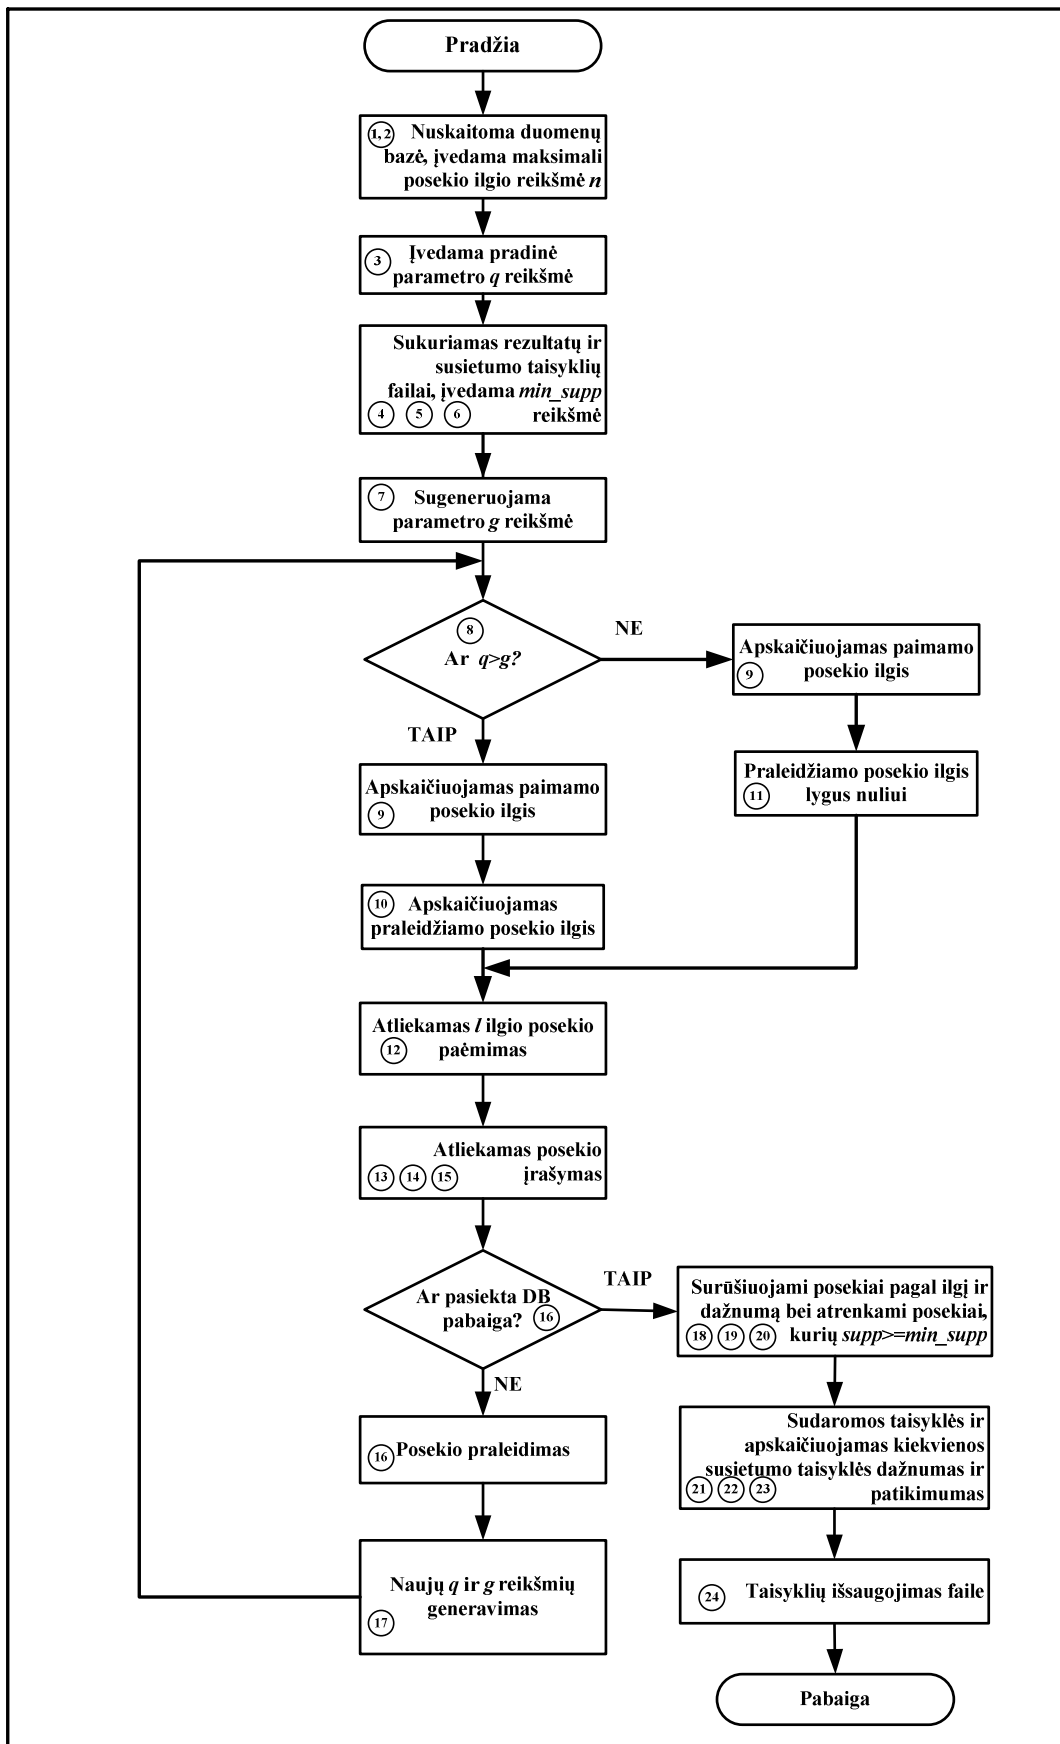 Pradžia
1, 2 Nuskaitoma duomenų
bazė, įvedama maksimali
posekio ilgio reikšmė n
3 Įvedama pradinė
parametro q reikšmė
Sukuriamas rezultatų ir
susietumo taisyklių
failai, įvedama min_supp
4 5 6 reikšmė
7 Sugeneruojama
parametro g reikšmė
8
Ar q>g?
NE
Apskaičiuojamas paimamo
9 posekio ilgis
Praleidžiamo posekio ilgis
11 lygus nuliui
TAIP
Apskaičiuojamas paimamo
9 posekio ilgis
10 Apskaičiuojamas
praleidžiamo posekio ilgis
Atliekamas l ilgio posekio
12 paėmimas
Atliekamas posekio
13 14 15 įrašymas
Ar pasiekta DB
pabaiga? 16
TAIP
Surūšiuojami posekiai pagal ilgį ir
dažnumą bei atrenkami posekiai,
18 19 20 kurių supp>=min_supp
NE
16 Posekio praleidimas
Naujų q ir g reikšmių
17 generavimas
Sudaromos taisyklės ir
apskaičiuojamas kiekvienos
susietumo taisyklės dažnumas ir
21 22 23 patikimumas
24 Taisyklių išsaugojimas faile
Pabaiga